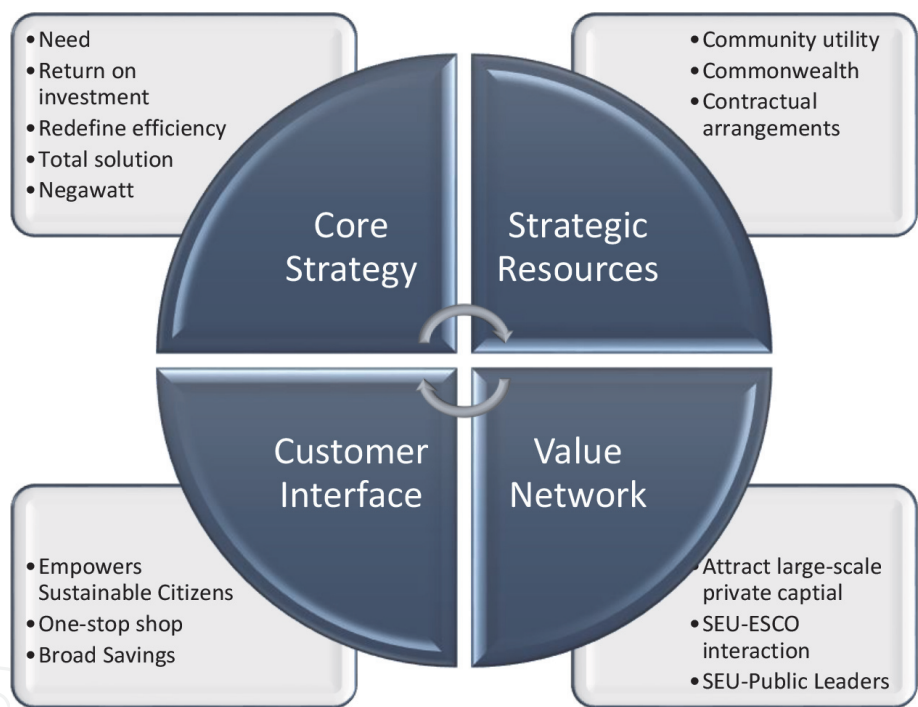 •Need
•Return on
investment
•Redefine efficiency
•Total solution
•Negawatt
•Community utility
•Commonwealth
•Contractual
arrangements
Core
Strategy
Strategic
Resources
Customer
Interface
Value
Network
•Empowers
Sustainable Citizens
•One-stop shop
•Broad Savings
•Attract large-scale
private captial
•SEU-ESCO
interaction
•SEU-Public Leaders